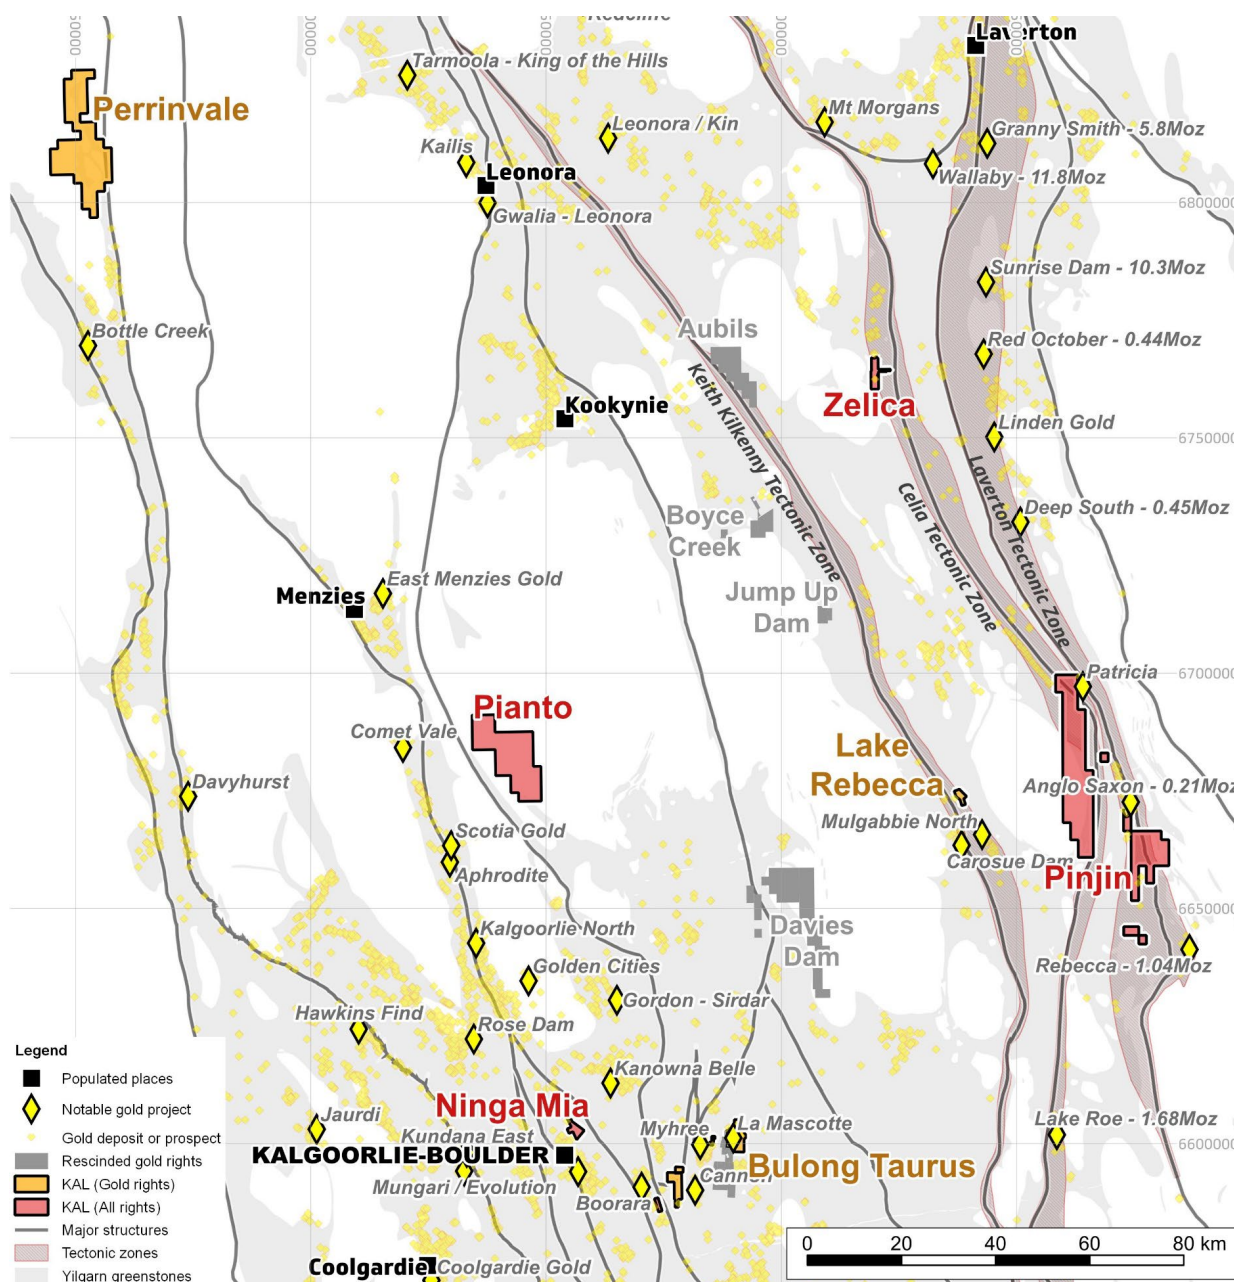 Redcliffe
Laverton
Tarmoola - King of the Hills
Perrinvale
Mt Morgans
Leonora / Kin
Granny Smith - 5.8Moz
Kailis
Leonora
Wallaby - 11.8Moz
Gwalia - Leonora
6800000
Sunrise Dam - 10.3Moz
Bottle Creek
Aubils
Red October - 0.44Moz
Keith Kilkenny Tectonic Zone
Zelica
Kookynie
Linden Gold
6750000
Laverton Tectonic Zone
Celia Tectonic Zone
Boyce
Creek
Deep South - 0.45Moz
East Menzies Gold
Menzies
Jump Up
Dam
Patricia
6700000
Pianto
Comet Vale
Lake
Rebecca
Davyhurst
Anglo Saxon - 0.21Moz
Scotia Gold
Mulgabbie North
Aphrodite
Carosue Dam
Pinjin
6650000
Kalgoorlie North
Davies
Dam
Golden Cities
Rebecca - 1.04Moz
Gordon - Sirdar
Hawkins Find
Rose Dam
Kanowna Belle
Ninga Mia
Jaurdi
Kundana East
Myhree
La Mascotte
Lake Roe - 1.68Moz
6600000
KALGOORLIE-BOULDER
Bulong Taurus
Mungari / Evolution
Cannon
Boorara
Coolgardie
Coolgardie Gold
Legend
Populated places
Notable gold project
Gold deposit or prospect
Rescinded gold rights
KAL (Gold rights)
KAL (All rights)
Major structures
Tectonic zones
Yilgarn greenstones
0 20 40 60 80 km